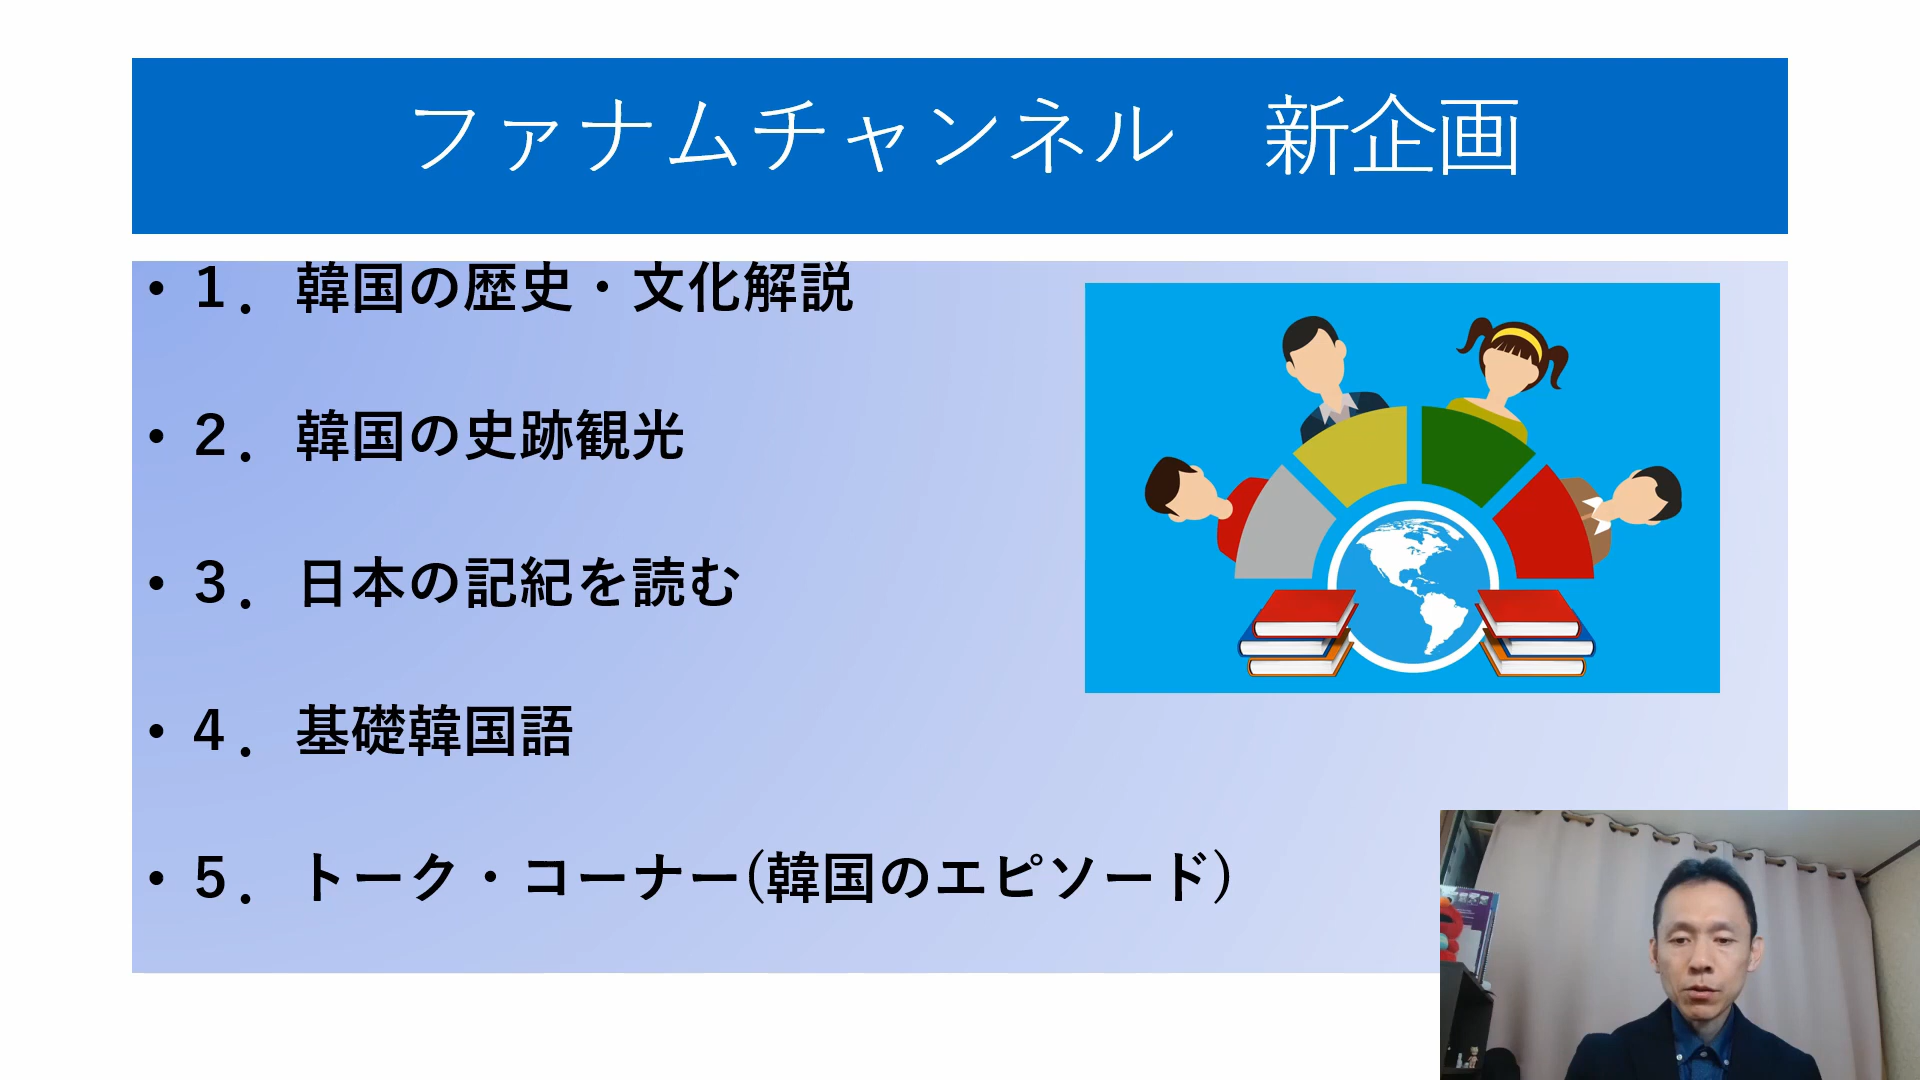 ファナムチャンネル　新企画
• １．韓国の歴史・文化解説
• ２．韓国の史跡観光
• ３．日本の記紀を読む
• ４．基礎韓国語
• ５．トーク・コーナー(韓国のエピソード)